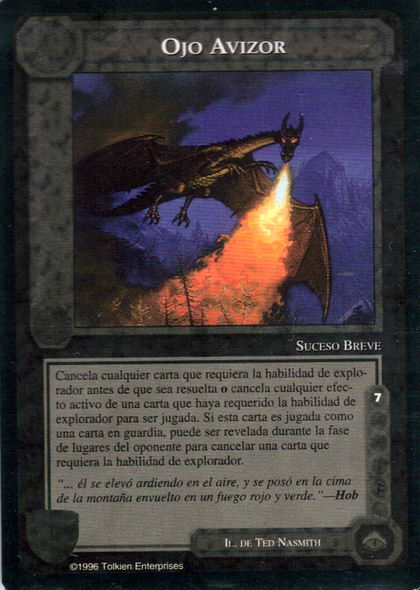 Ojo Avizor
Suceso Breve
Cancela cualquier carta que requiera la habilidad de explo-
rador antes de que sea resuelta o cancela cualquier efec-
to activo de una carta que haya requerido la habilidad de
explorador para ser jugada. Si esta carta es jugada como
una carta en guardia, puede ser revelada durante la fase
de lugares del oponente para cancelar una carta que
requiera la habilidad de explorador.
7
"... él se elevó ardiendo en el aire, y se posó en la cima
de la montaña envuelto en un fuego rojo y verde."—Hob
Il. de Ted Nasmith
©1996 Tolkien Enterprises